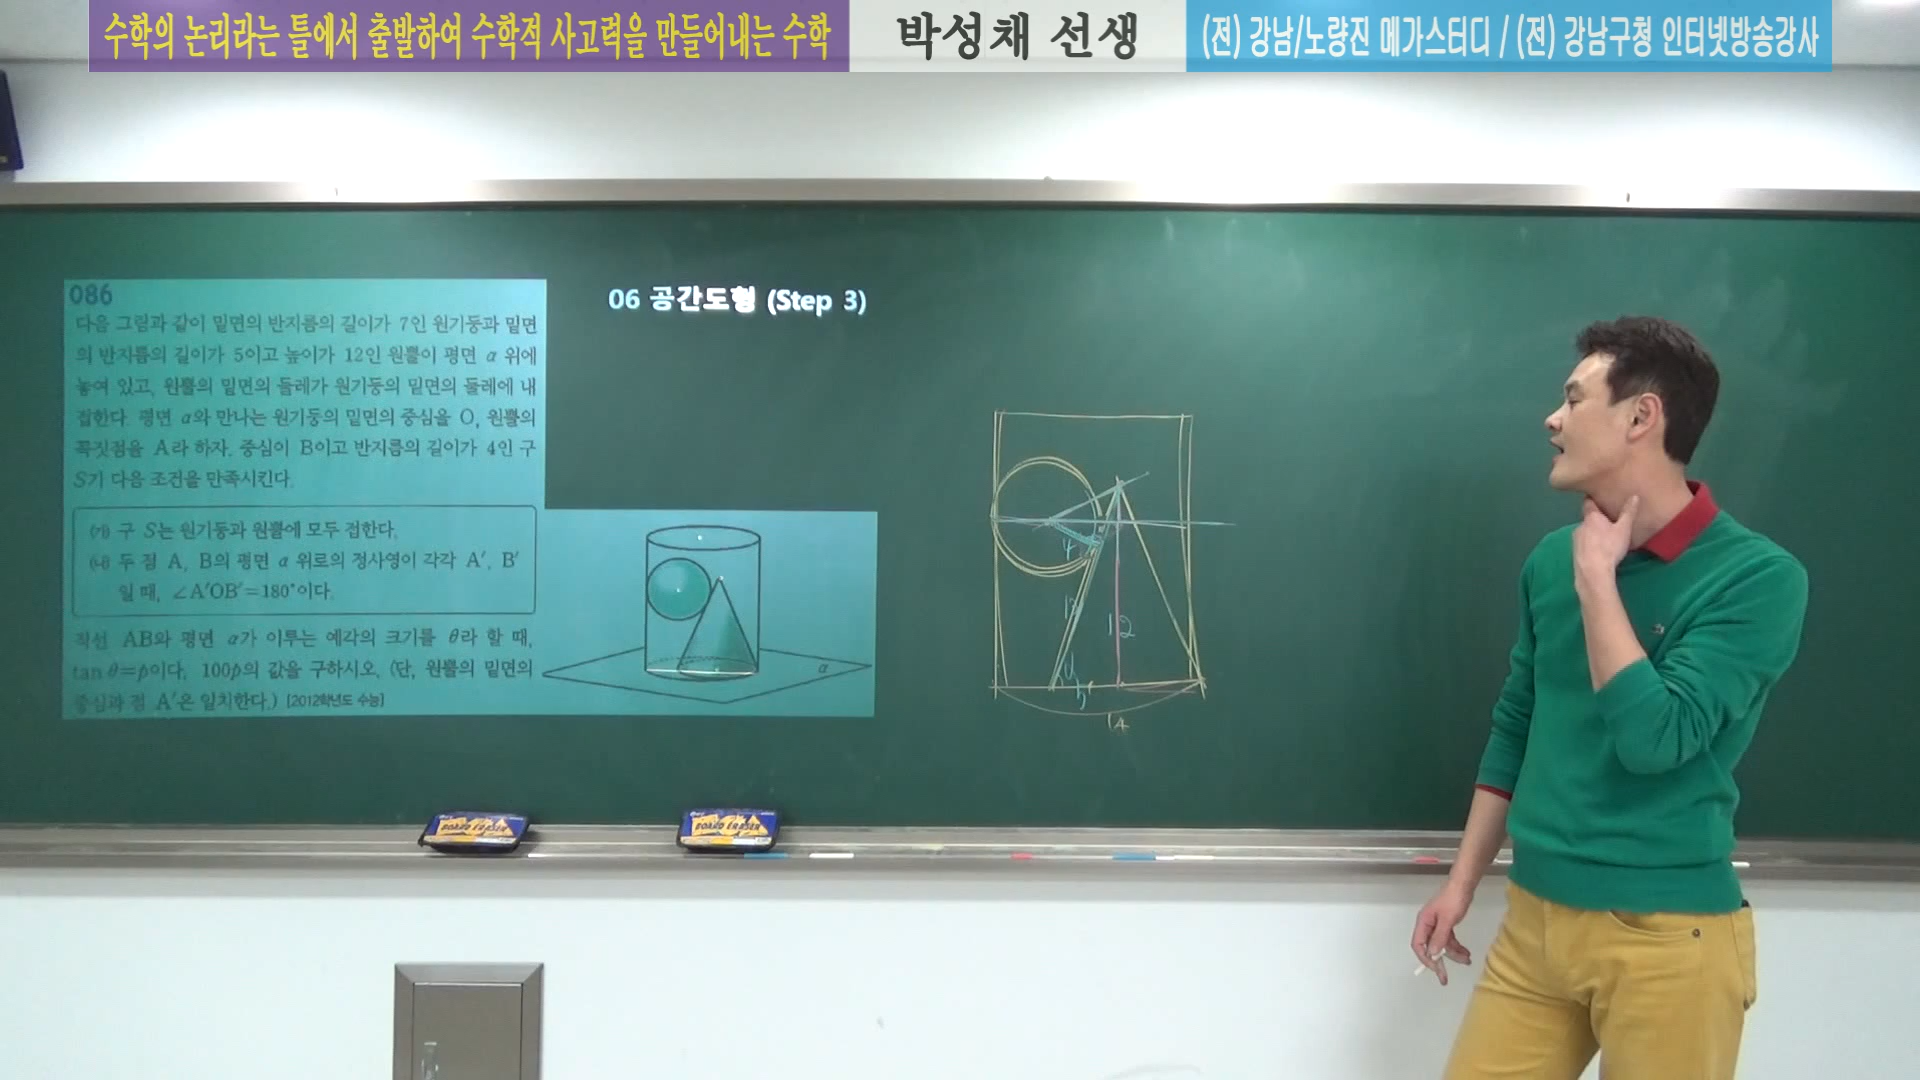 수학의 논리라는 틀에서 출발하여 수학적 사고력을 만들어내는 수학
박성채 선생
(전) 강남/노량진 메가스터디 / (전) 강남구청 인터넷방송강사
06 공간도형 (Step 3)
086
다음 그림과 같이 밑면의 반지름의 길이가 7인 원기둥과 밑면
의 반지름의 길이가 5이고 높이가 12인 원뿔이 평면 α 위에
놓여 있고, 원뿔의 밑면의 둘레가 원기둥의 밑면의 둘레에 내
접한다. 평면 α와 만나는 원기둥의 밑면의 중심을 O, 원뿔의
꼭짓점을 A라 하자. 중심이 B이고 반지름의 길이가 4인 구
S가 다음 조건을 만족시킨다.
(가) 구 S는 원기둥과 원뿔에 모두 접한다.
(나) 두 점 A, B의 평면 α 위로의 정사영이 각각 A′, B′
일 때, ∠A′OB′=180°이다.
직선 AB와 평면 α가 이루는 예각의 크기를 θ라 할 때,
tan θ=p이다. 100p의 값을 구하시오. (단, 원뿔의 밑면의
중심과 점 A′은 일치한다.) [2012학년도 수능]
α
4
13
12
5
14
BOARD ERASER
BOARD ERASER